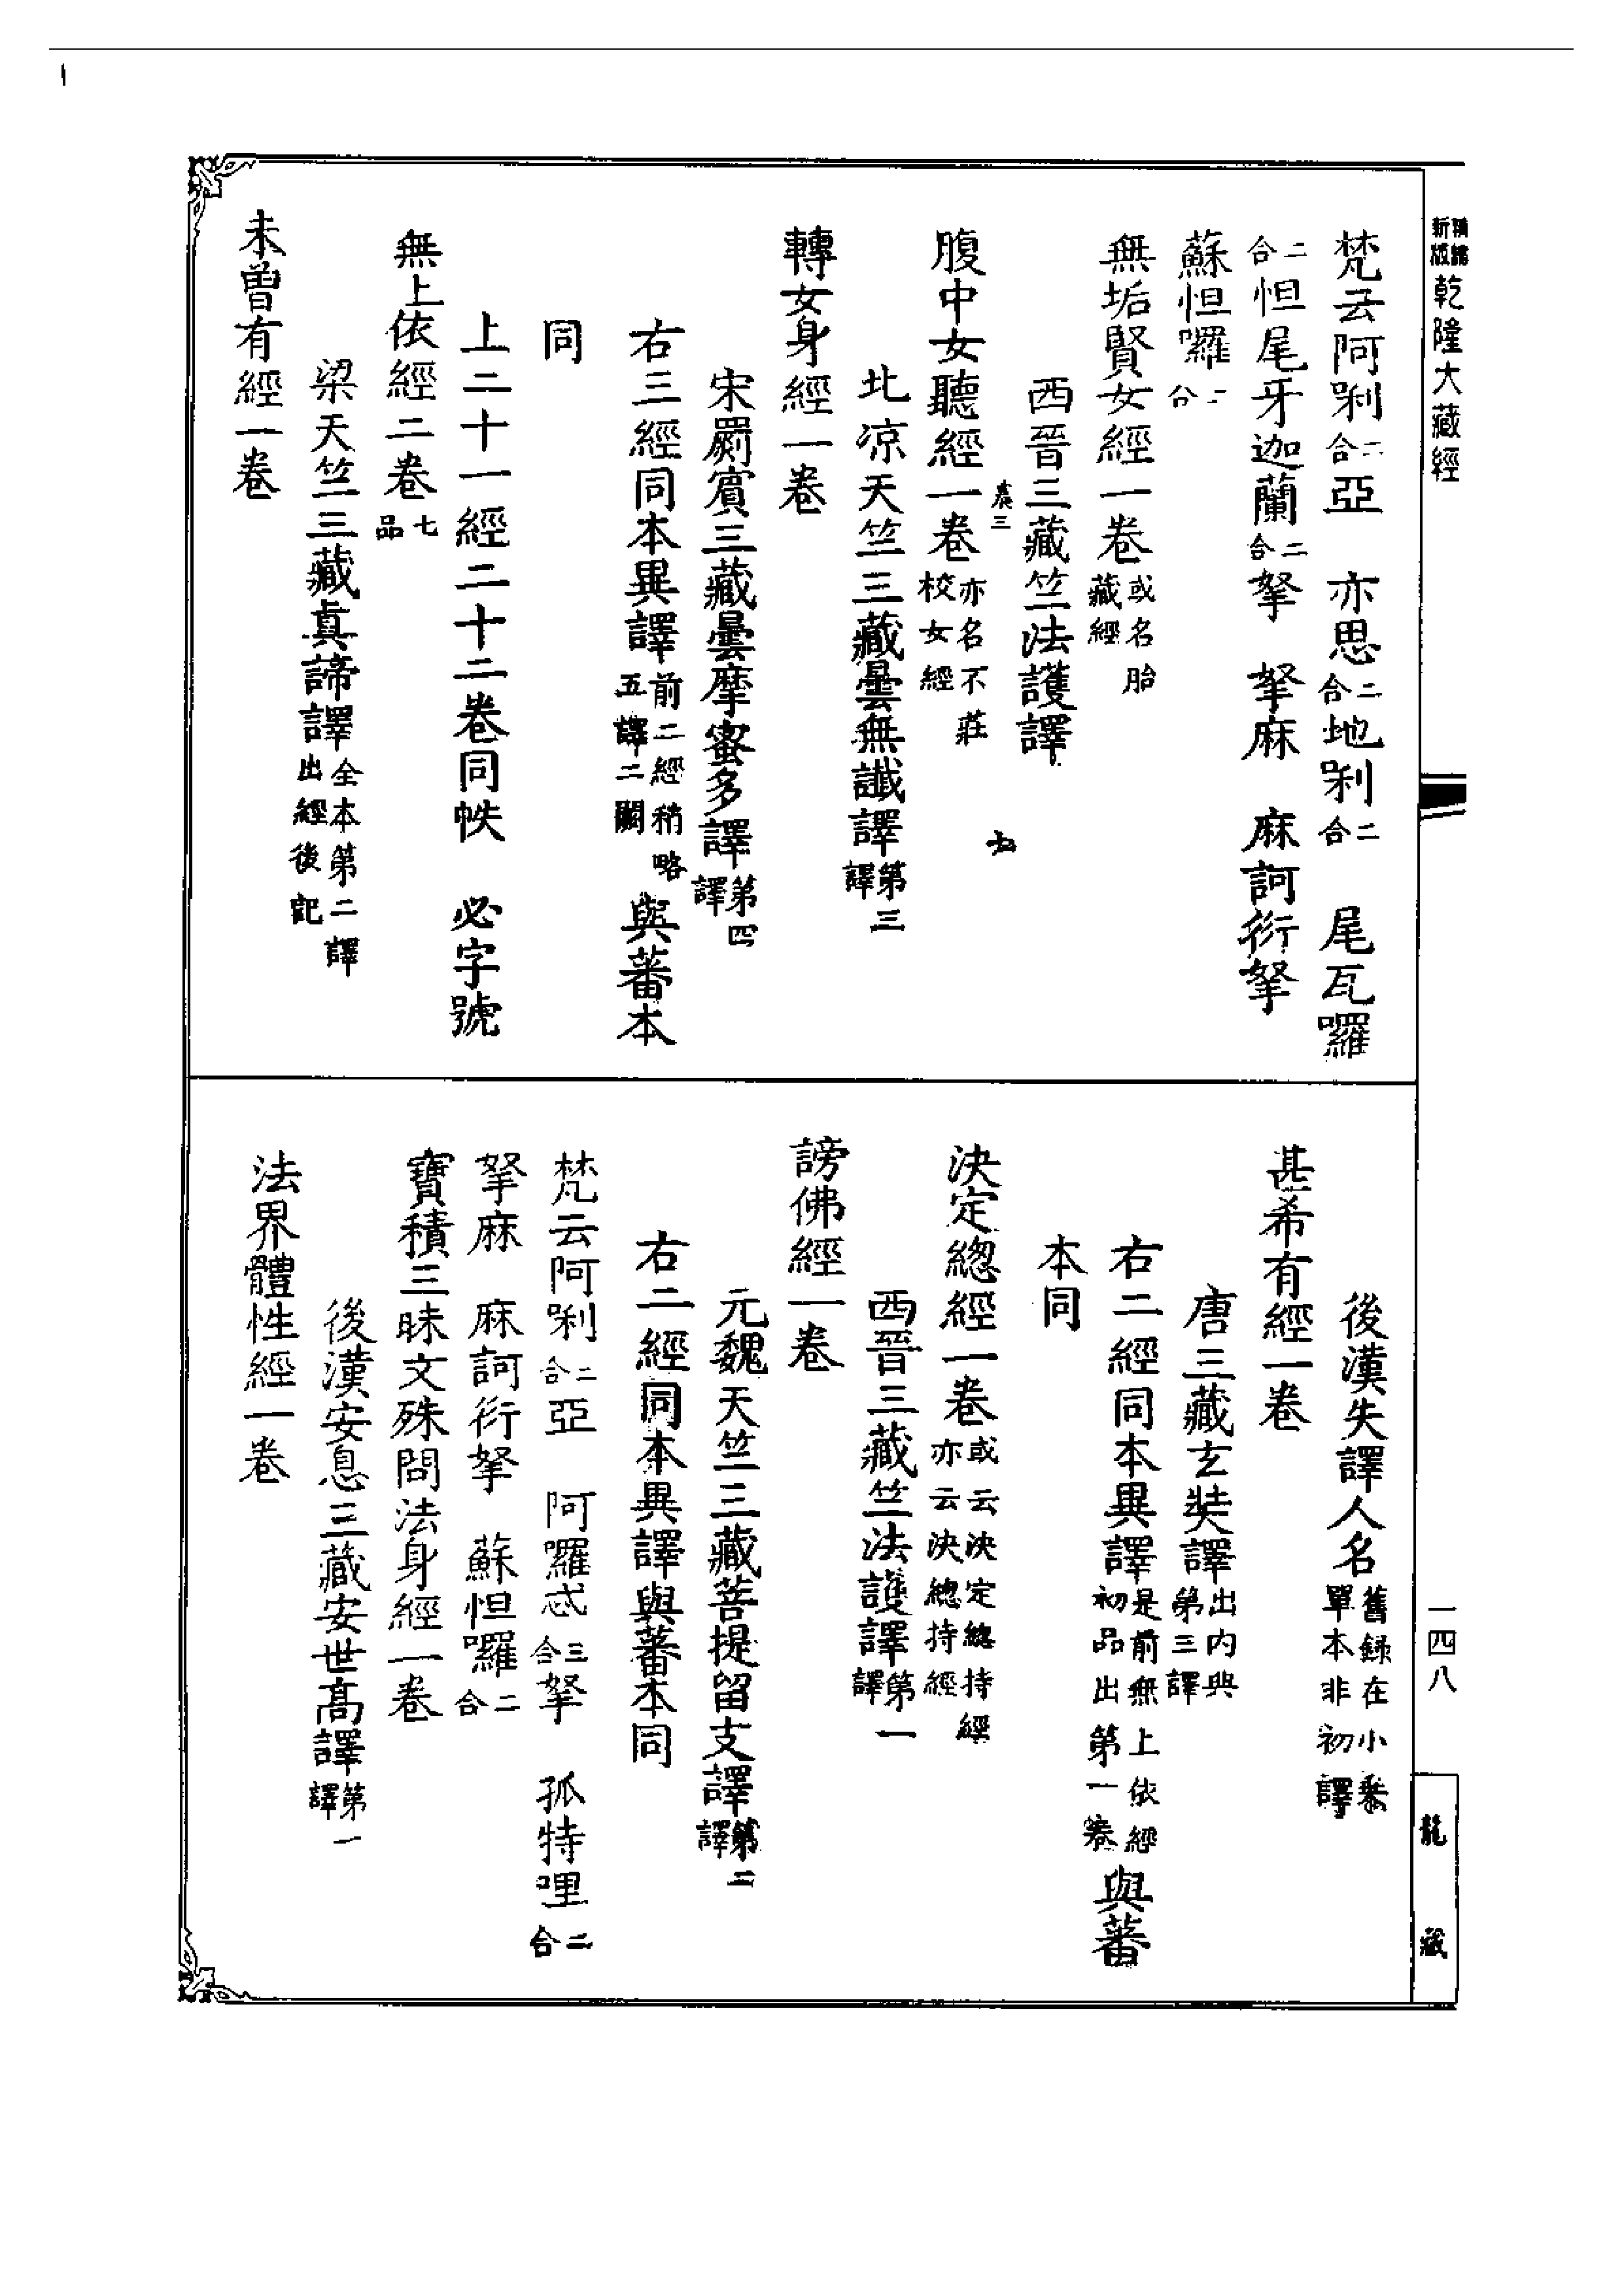 新版 精縮 乾隆大藏經
梵云阿唎二合亞 亦思二合地唎二合 尾瓦囉
二合怛尾牙迦蘭二合拏 拏麻 麻訶衍拏
蘇怛囉二合
無垢賢女經一卷或名胎藏經
西晉三藏竺法護譯
腹中女聽經一卷亦名不莊校女經
北凉天竺三藏曇無讖譯第三譯
轉女身經一卷
宋罽賓三藏曇摩蜜多譯第四譯
右三經同本異譯前二經稍略五譯二闕與蕃本
同
上二十一經二十二卷同帙 必字號
無上依經二卷七品
梁天竺三藏真諦譯全本第二譯出經後記
未曾有經一卷
後漢失譯人名舊錄在小乘單本非初譯
甚希有經一卷
唐三藏玄奘譯出内典第三譯
右二經同本異譯是前無上依經初品出第一卷與蕃
本同
決定總經一卷或云決定總持經亦云決總持經
西晉三藏竺法護譯第一譯
謗佛經一卷
元魏天竺三藏菩提留支譯第二譯
右二經同本異譯與蕃本同
梵云阿唎二合亞 阿囉忒三合拏 孤特哩二合
拏麻 麻訶衍拏 蘇怛囉二合
寶積三昧文殊問法身經一卷
後漢安息三藏安世高譯第一譯
法界體性經一卷
一四八
龍藏